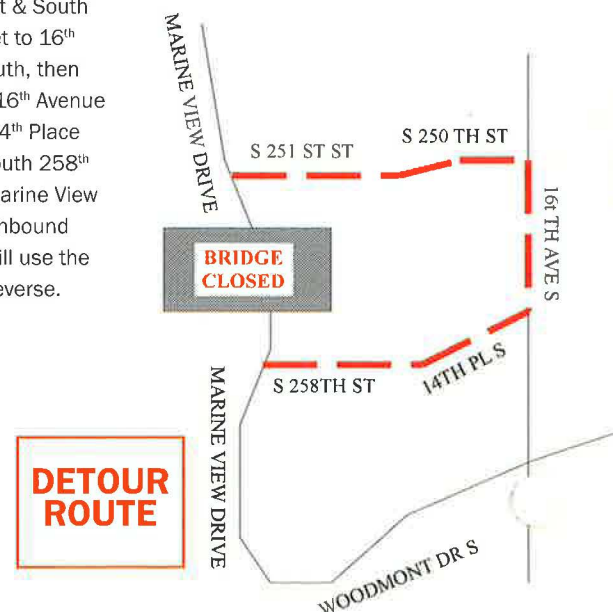 t & South
et to 16th
uth, then
16th Avenue
4th Place
outh 258th
arine View
nbound
ill use the
everse.
MARINE VIEW DRIVE
S 251 ST ST
S 250 TH ST
16t TH AVE S
BRIDGE
CLOSED
S 258TH ST
14TH PL S
MARINE VIEW DRIVE
DETOUR
ROUTE
WOODMONT DR S